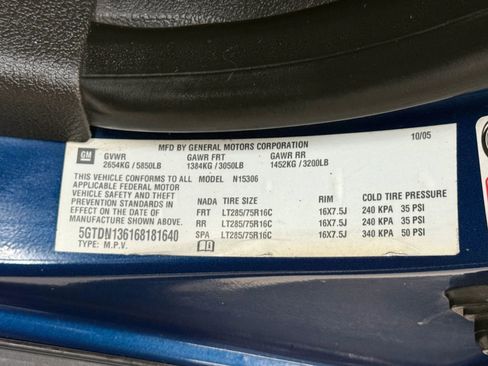 MFD BY GENERAL MOTORS CORPORATION 10/05
GM GVWR GAWR FRT GAWR RR
2654KG / 5850LB 1384KG / 3050LB 1452KG / 3200LB
THIS VEHICLE CONFORMS TO ALL MODEL N15306
APPLICABLE FEDERAL MOTOR
VEHICLE SAFETY AND THEFT NADA TIRE SIZE RIM COLD TIRE PRESSURE
PREVENTION STANDARDS IN FRT LT285/75R16C 16X7.5J 240 KPA 35 PSI
EFFECT ON THE DATE OF RR LT285/75R16C 16X7.5J 240 KPA 35 PSI
MANUFACTURE SHOWN ABOVE. SPA LT285/75R16C 16X7.5J 340 KPA 50 PSI
5GTDN136168181640
TYPE: M.P.V.